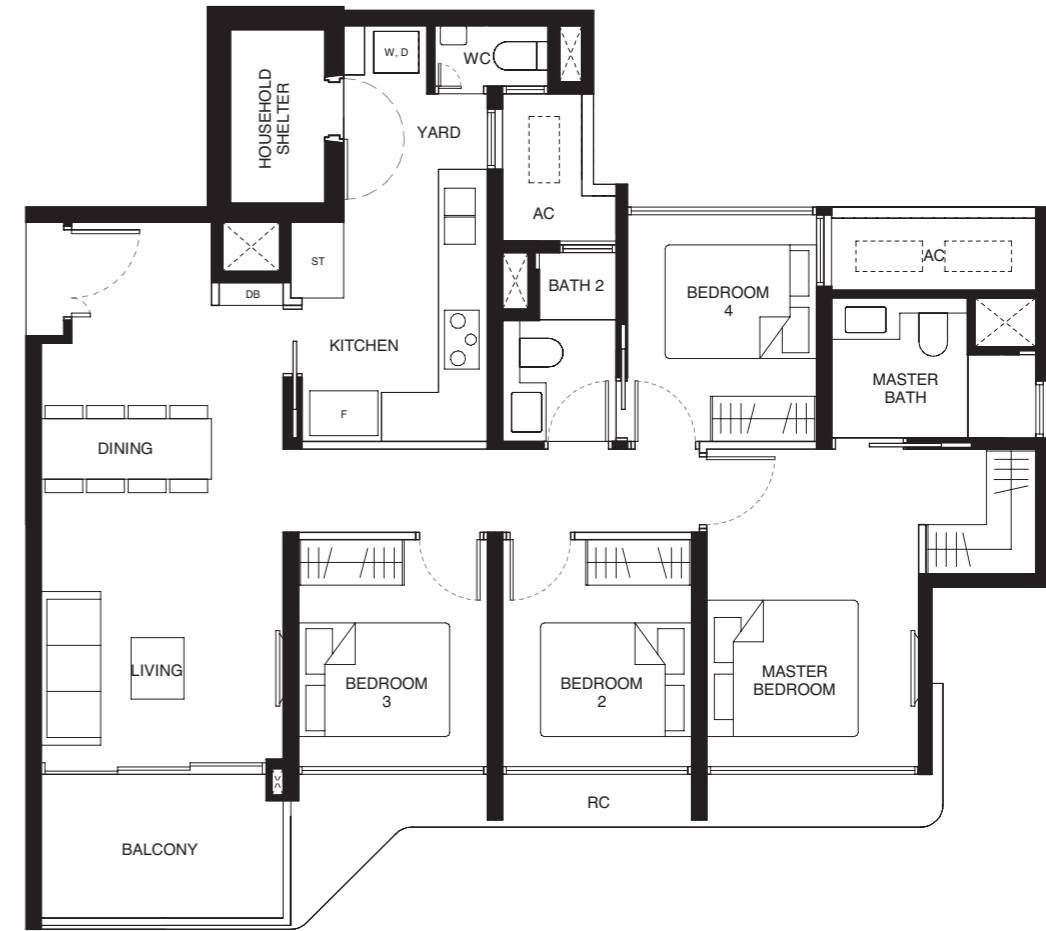 W, D
WC
HOUSEHOLD
SHELTER
YARD
AC
ST
DB
BATH 2
BEDROOM
4
AC
KITCHEN
MASTER
BATH
F
DINING
LIVING
BEDROOM
3
BEDROOM
2
MASTER
BEDROOM
RC
BALCONY